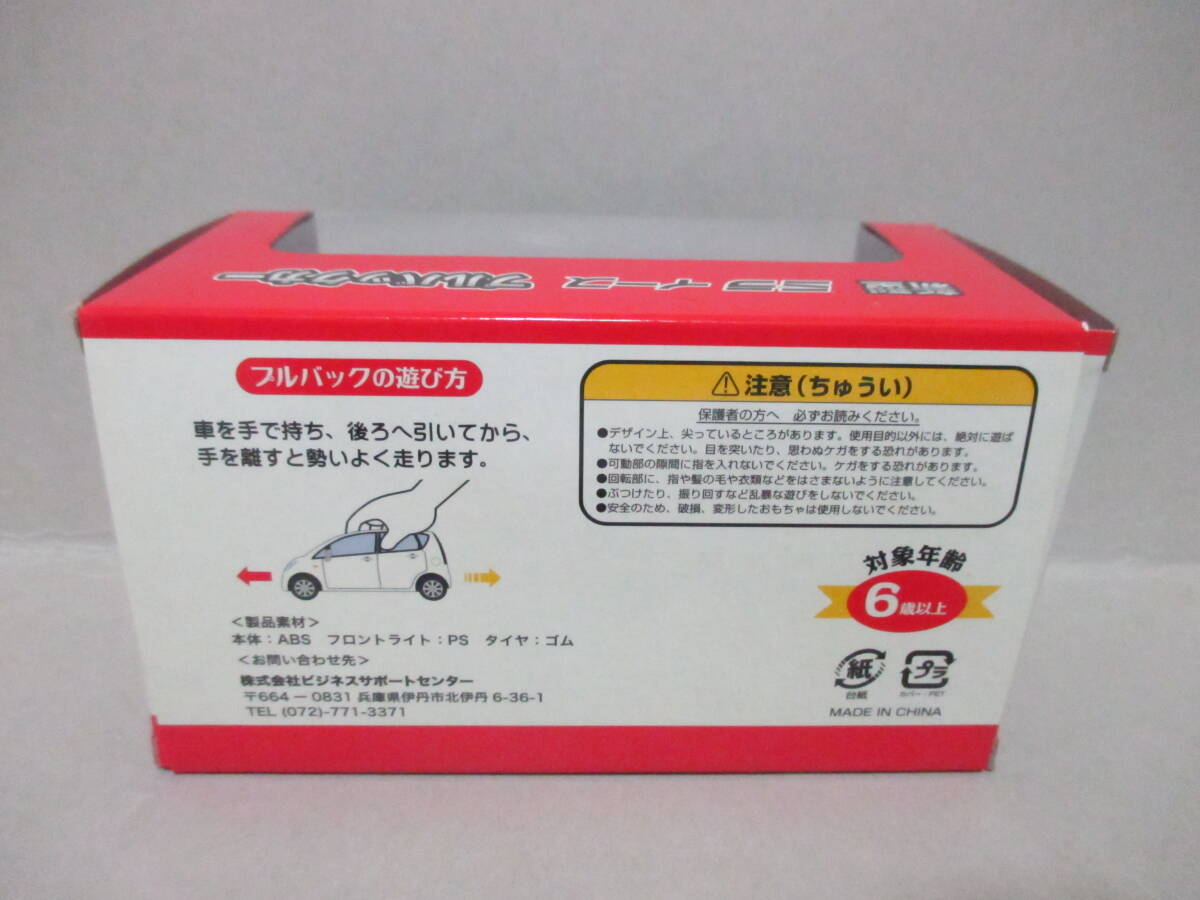 新型 ミラ イース プルバックカー
プルバックの遊び方
車を手で持ち、後ろへ引いてから、
手を離すと勢いよく走ります。
<製品素材>
本体：ABS フロントライト：PS タイヤ：ゴム
<お問い合わせ先>
株式会社ビジネスサポートセンター
〒664－0831 兵庫県伊丹市北伊丹 6-36-1
TEL (072)-771-3371
⚠注意（ちゅうい）
保護者の方へ 必ずお読みください。
●デザイン上、尖っているところがあります。使用目的以外には、絶対に遊ば
ないでください。目を突いたり、思わぬケガをする恐れがあります。
●可動部の隙間に指を入れないでください。ケガをする恐れがあります。
●回転部に、指や髪の毛や衣類などをはさまないように注意してください。
●ぶつけたり、振り回すなど乱暴な遊びをしないでください。
●安全のため、破損、変形したおもちゃは使用しないでください。
対象年齢
6歳以上
紙
プラ
台紙
カバー：PET
MADE IN CHINA